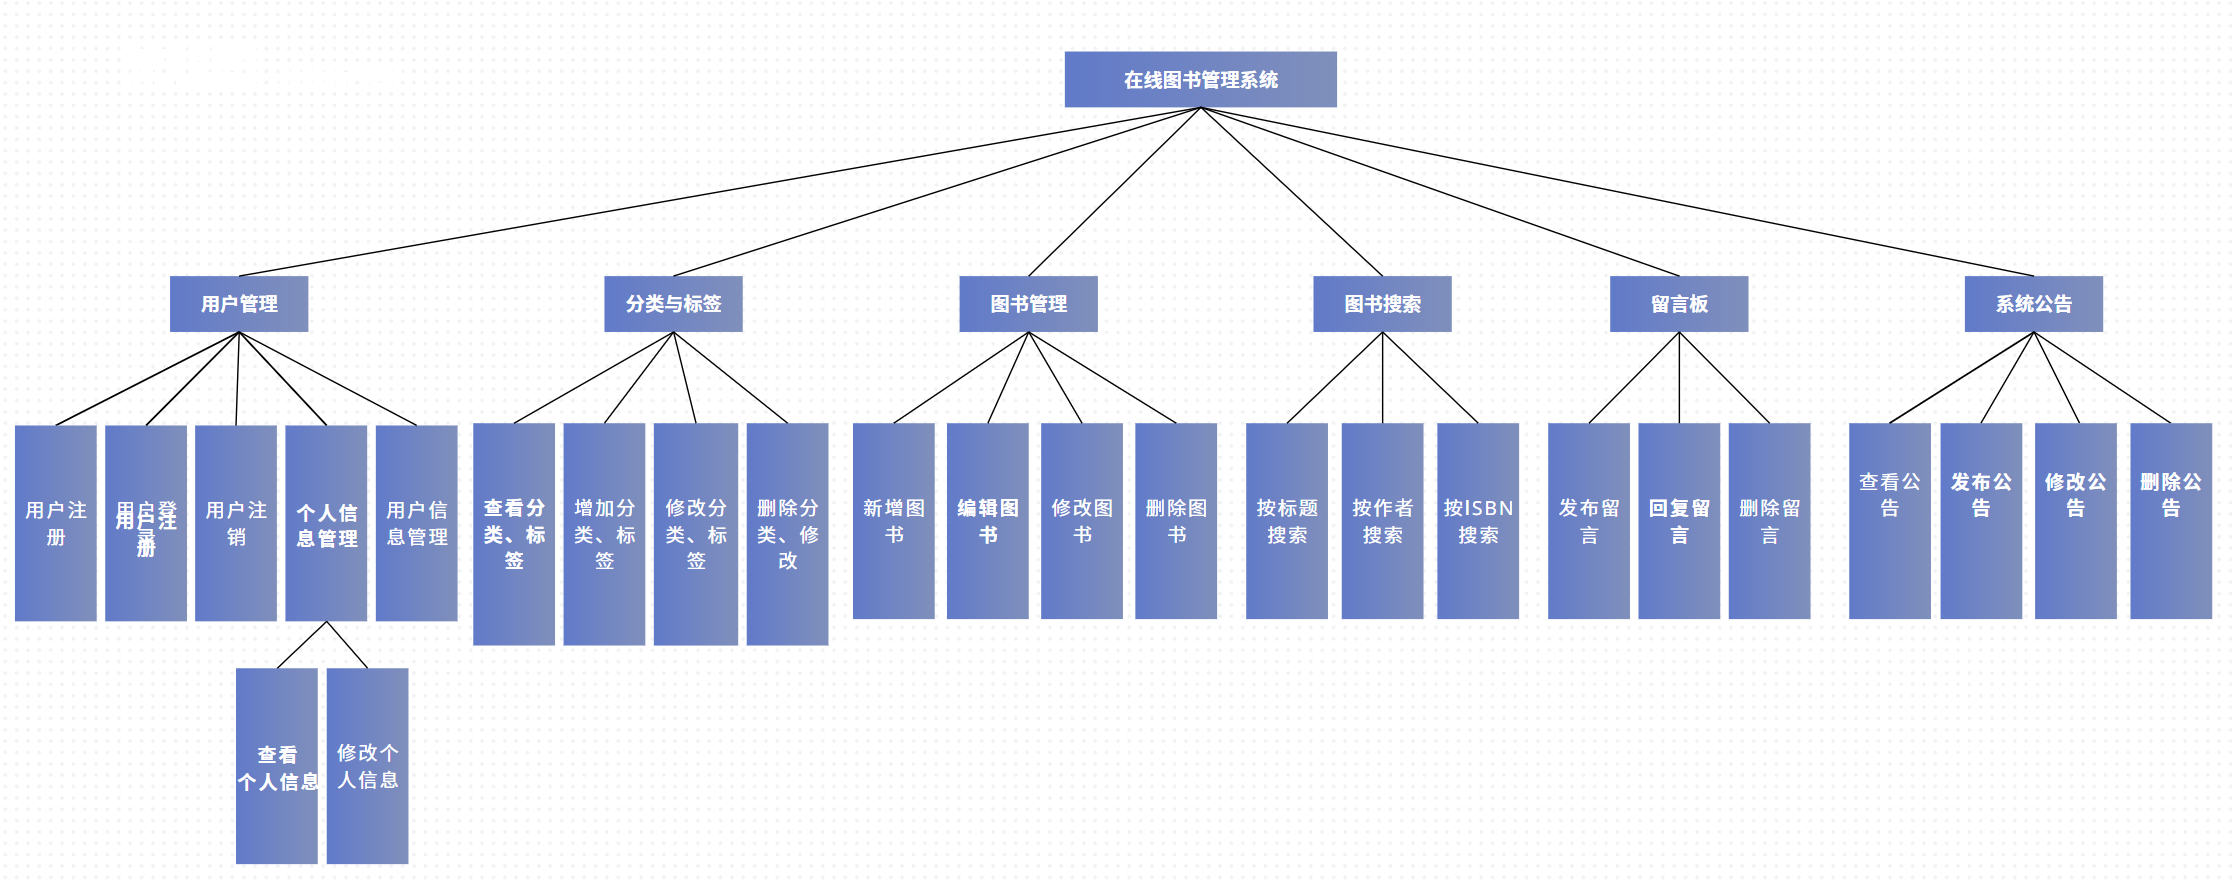 在线图书管理系统
用户管理
分类与标签
图书管理
图书搜索
留言板
系统公告
用户注
册
用户登
录
用户注
册
用户注
销
个人信
息管理
用户信
息管理
查看分
类、标
签
增加分
类、标
签
修改分
类、标
签
删除分
类、修
改
新增图
书
编辑图
书
修改图
书
删除图
书
按标题
搜索
按作者
搜索
按ISBN
搜索
发布留
言
回复留
言
删除留
言
查看公
告
发布公
告
修改公
告
删除公
告
查看
个人信息
修改个
人信息